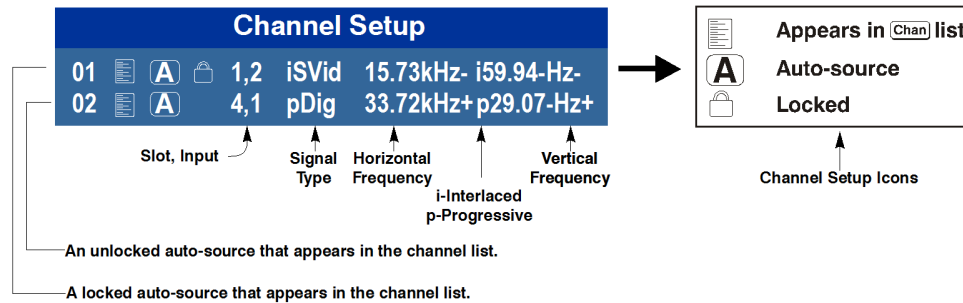 Channel Setup
01 A 1,2 iSVid 15.73kHz- i59.94-Hz-
02 A 4,1 pDig 33.72kHz+ p29.07-Hz+
Slot, Input
Signal Type
Horizontal Frequency
i-Interlaced
p-Progressive
Vertical Frequency
An unlocked auto-source that appears in the channel list.
A locked auto-source that appears in the channel list.
Appears in Chan list
A Auto-source
Locked
Channel Setup Icons